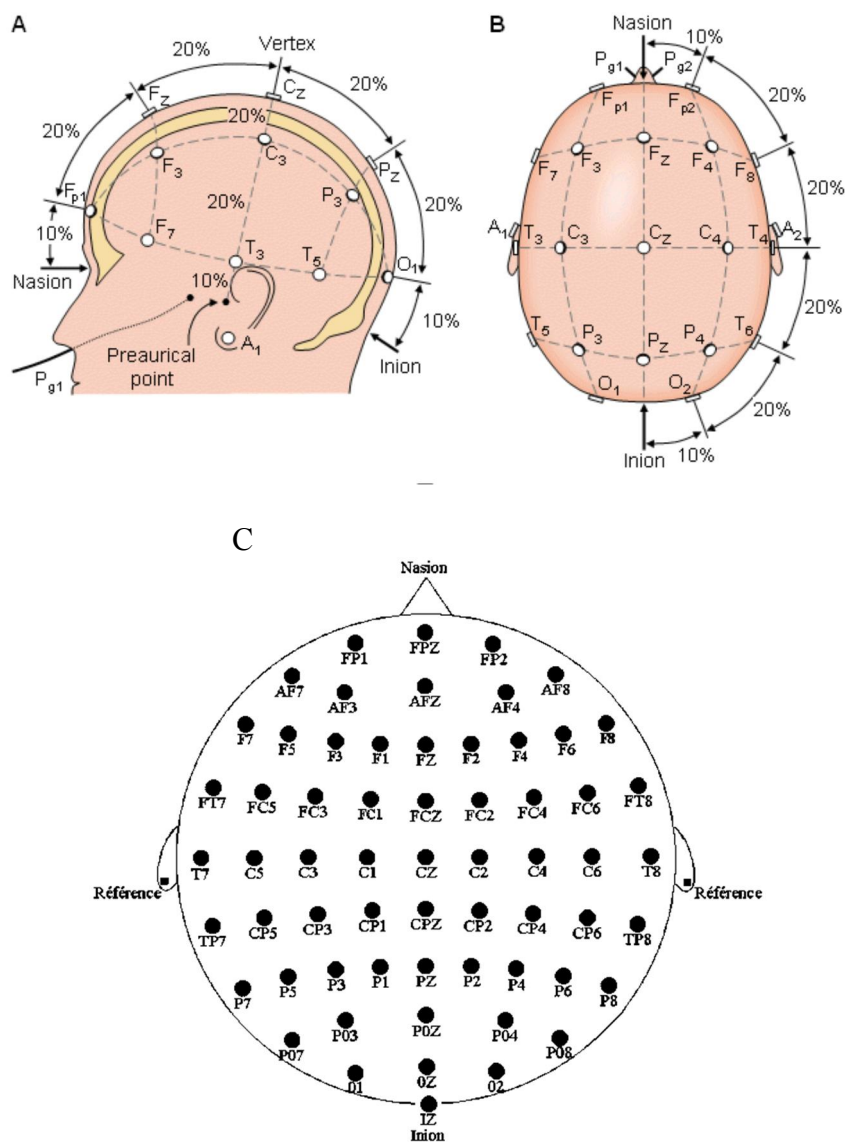 A
20%
Vertex
20%
20%
FZ
CZ
20%
20%
F3
C3
PZ
P3
Fp1
20%
20%
F7
10%
T3
T5
O1
Nasion
10%
10%
Preaurical
point
A1
Inion
Pg1
B
Nasion
10%
Pg1
Pg2
Fp1
Fp2
20%
F7
F3
FZ
F4
F8
20%
A1
T3
C3
CZ
C4
T4
A2
20%
T5
P3
PZ
P4
T6
O1
O2
20%
10%
Inion
C
Nasion
FP1 FPZ FP2
AF7 AF3 AFZ AF4 AF8
F7 F5 F3 F1 FZ F2 F4 F6 F8
FT7 FC5 FC3 FC1 FCZ FC2 FC4 FC6 FT8
T7 C5 C3 C1 CZ C2 C4 C6 T8
Référence Référence
TP7 CP5 CP3 CP1 CPZ CP2 CP4 CP6 TP8
P7 P5 P3 P1 PZ P2 P4 P6 P8
P07 P03 P0Z P04 P08
01 0Z 02
IZ
Inion